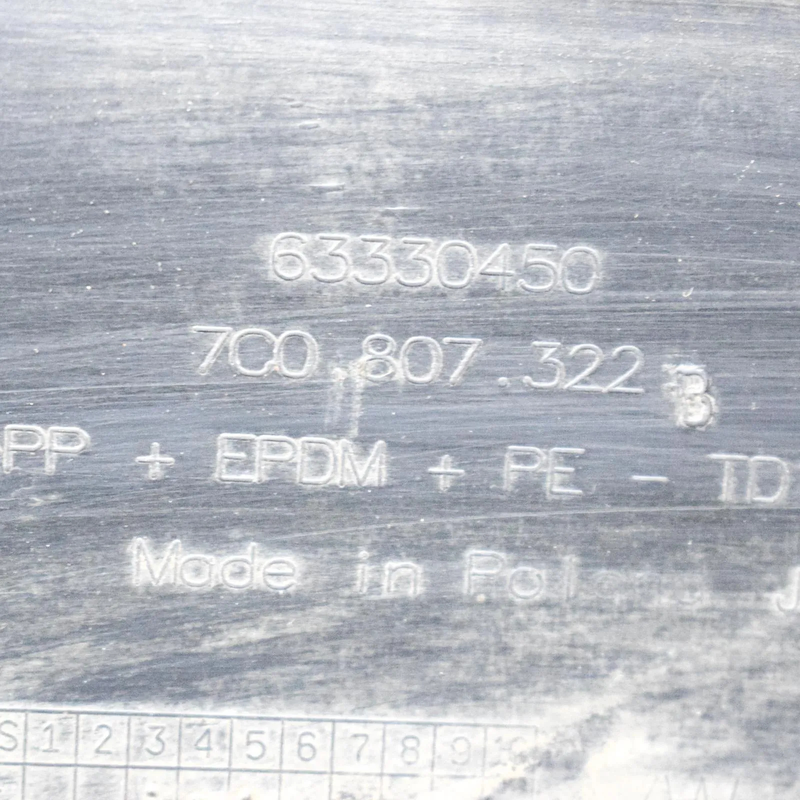 63330450
7C0.807.322 B
PP + EPDM + PE - TD
Made in Poland J
S 1 2 3 4 5 6 7 8 9 10